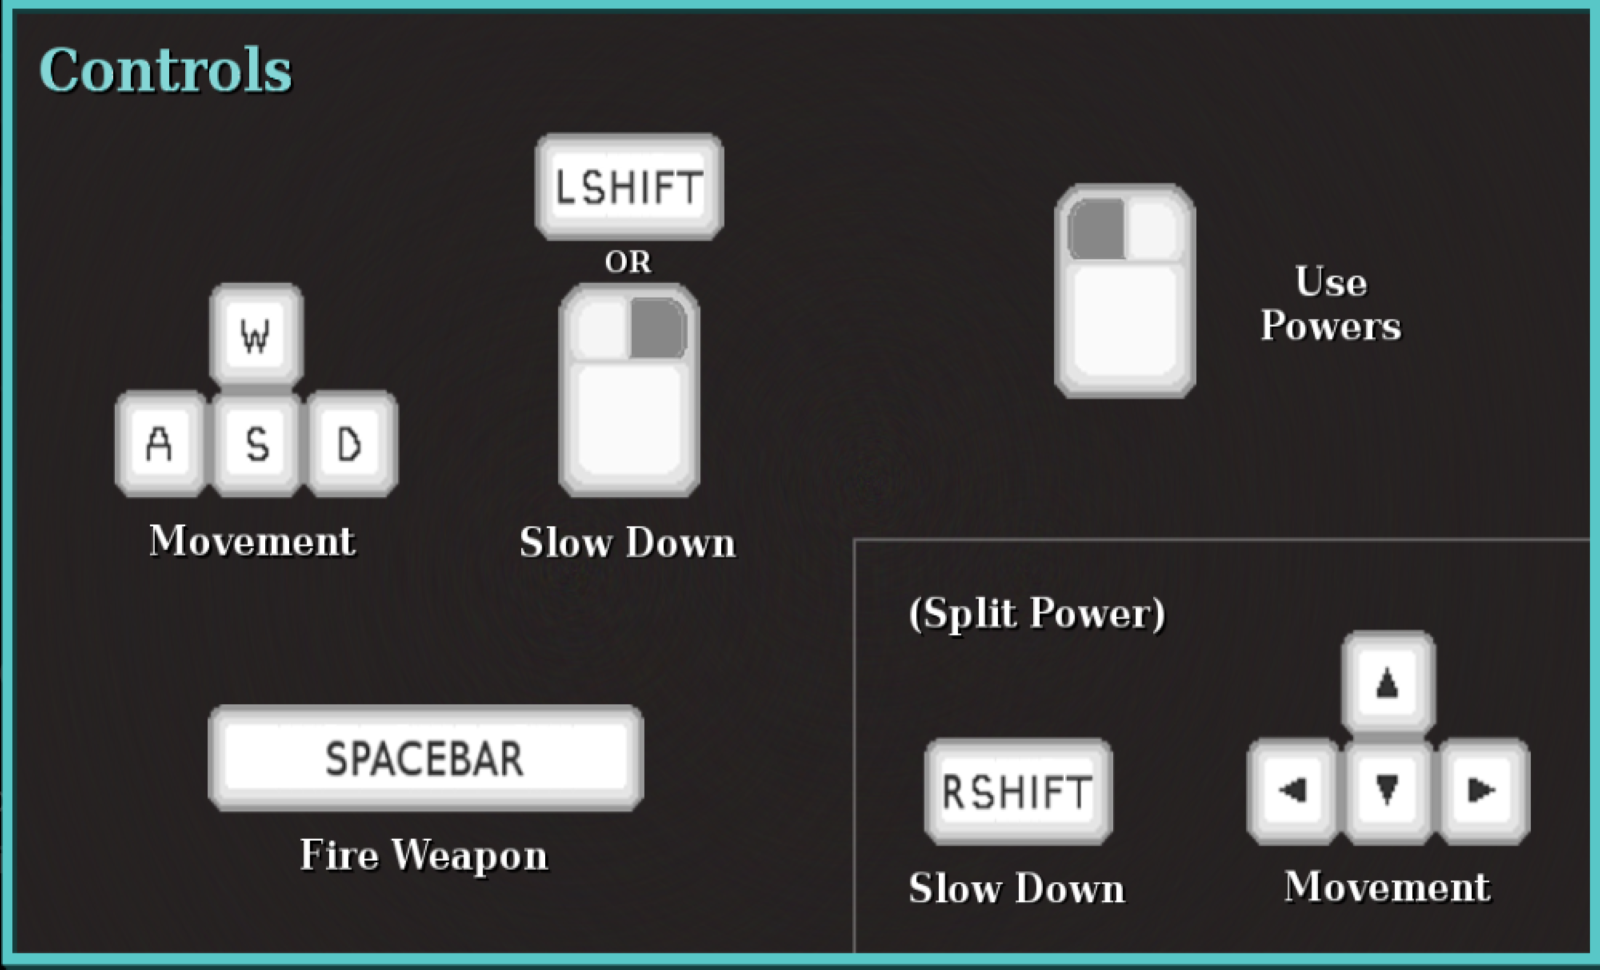 Controls
LSHIFT
OR
W
A S D
Movement
Slow Down
Use
Powers
SPACEBAR
Fire Weapon
(Split Power)
RSHIFT
Slow Down
Movement